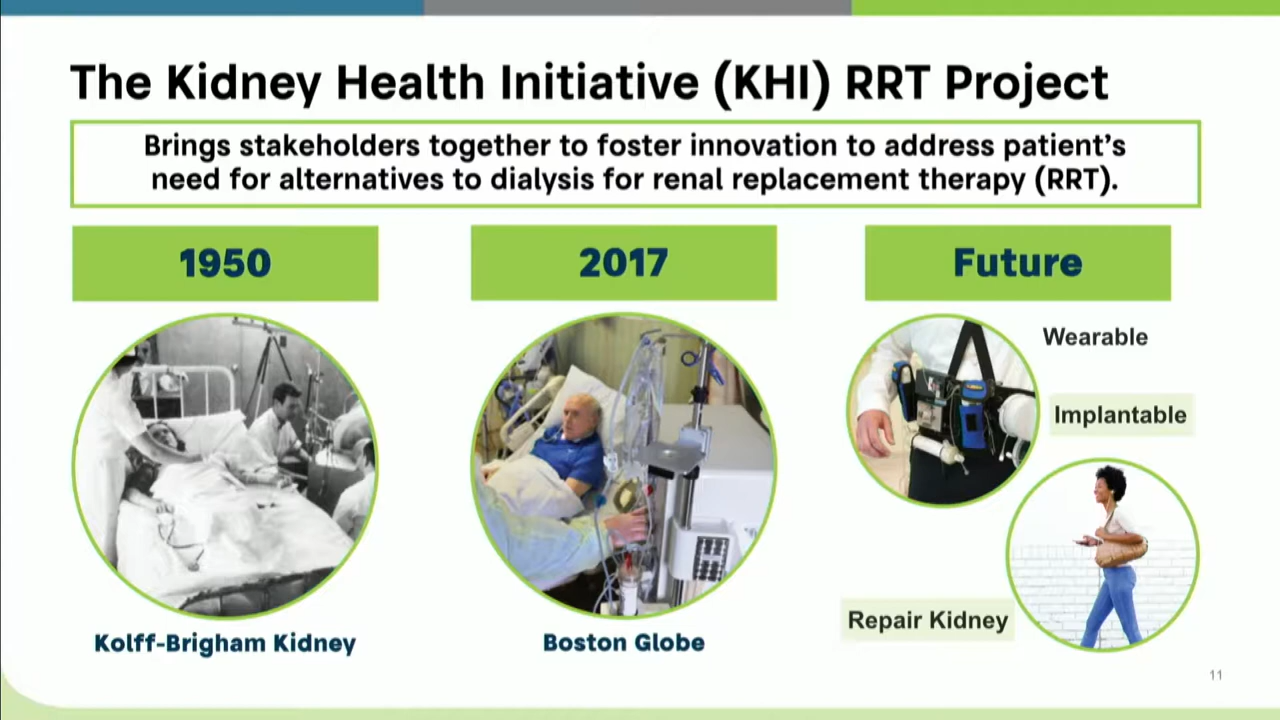 The Kidney Health Initiative (KHI) RRT Project
Brings stakeholders together to foster innovation to address patient's
need for alternatives to dialysis for renal replacement therapy (RRT).
1950
2017
Future
Wearable
Implantable
Repair Kidney
Kolff-Brigham Kidney
Boston Globe
11